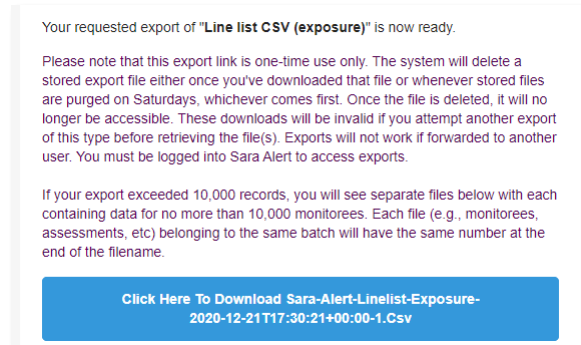 Your requested export of "Line list CSV (exposure)" is now ready.
Please note that this export link is one-time use only. The system will delete a
stored export file either once you've downloaded that file or whenever stored files
are purged on Saturdays, whichever comes first. Once the file is deleted, it will no
longer be accessible. These downloads will be invalid if you attempt another export
of this type before retrieving the file(s). Exports will not work if forwarded to another
user. You must be logged into Sara Alert to access exports.
If your export exceeded 10,000 records, you will see separate files below with each
containing data for no more than 10,000 monitorees. Each file (e.g., monitorees,
assessments, etc) belonging to the same batch will have the same number at the
end of the filename.
Click Here To Download Sara-Alert-Linelist-Exposure-
2020-12-21T17:30:21+00:00-1.Csv